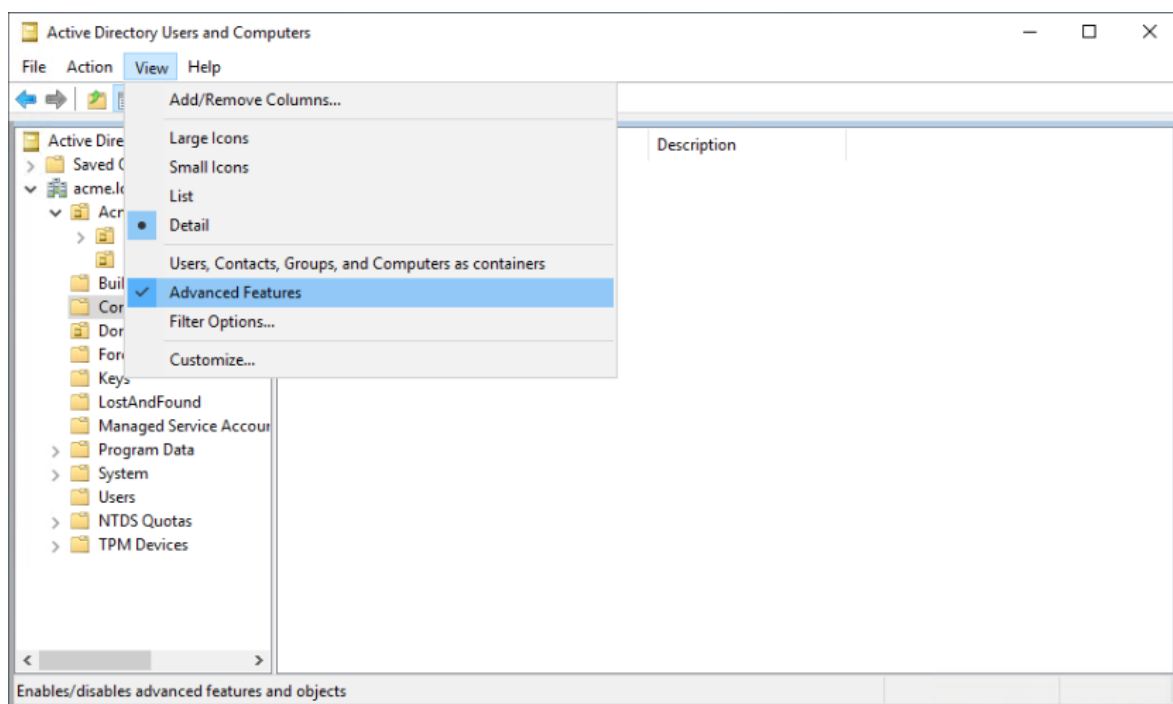 Active Directory Users and Computers
File Action View Help
Add/Remove Columns...
Large Icons
Small Icons
List
Detail
Users, Contacts, Groups, and Computers as containers
Advanced Features
Filter Options...
Customize...
Description
Active Dire
Saved
acme.lo
Acr
Buil
Cor
Dor
Fore
Keys
LostAndFound
Managed Service Accour
Program Data
System
Users
NTDS Quotas
TPM Devices
Enables/disables advanced features and objects